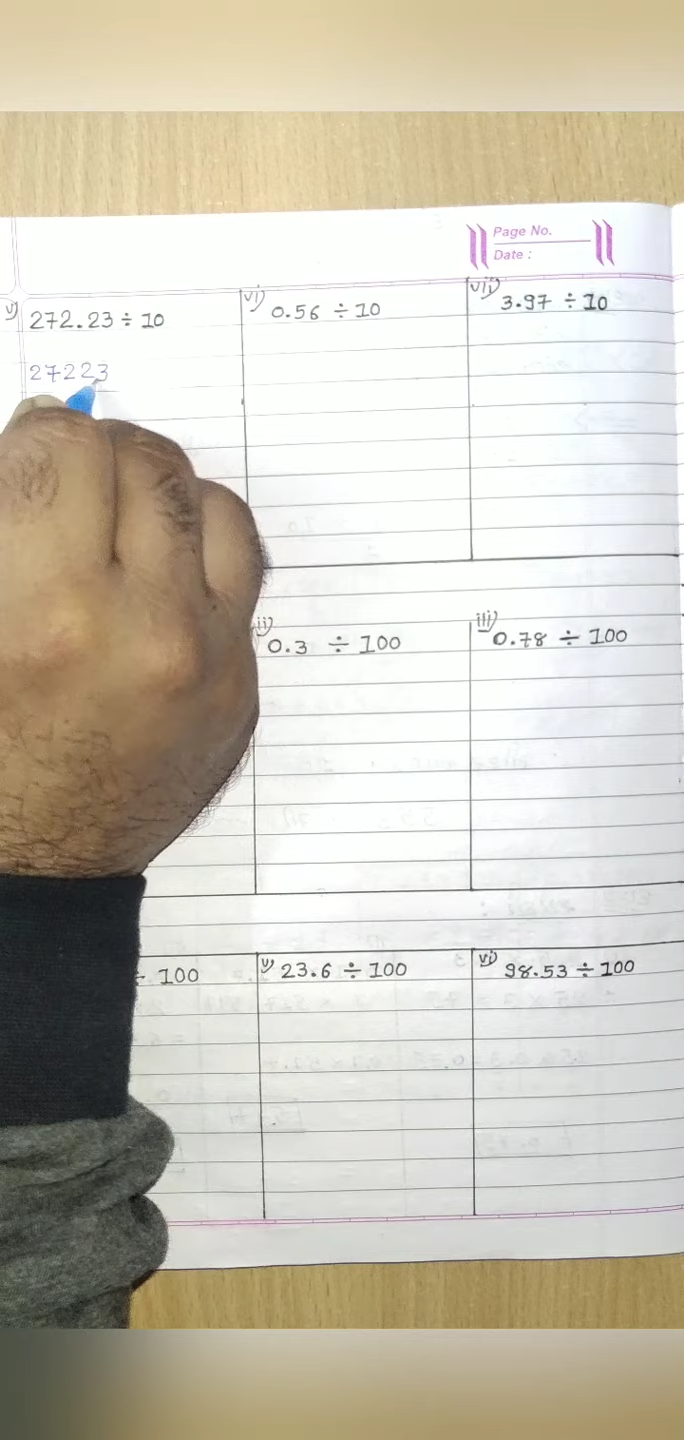 Page No.
Date :
v) 272.23 ÷ 10
27223
vi) 0.56 ÷ 10
vii) 3.97 ÷ 10
ii) 0.3 ÷ 100
iii) 0.78 ÷ 100
÷ 100
v) 23.6 ÷ 100
vi) 98.53 ÷ 100